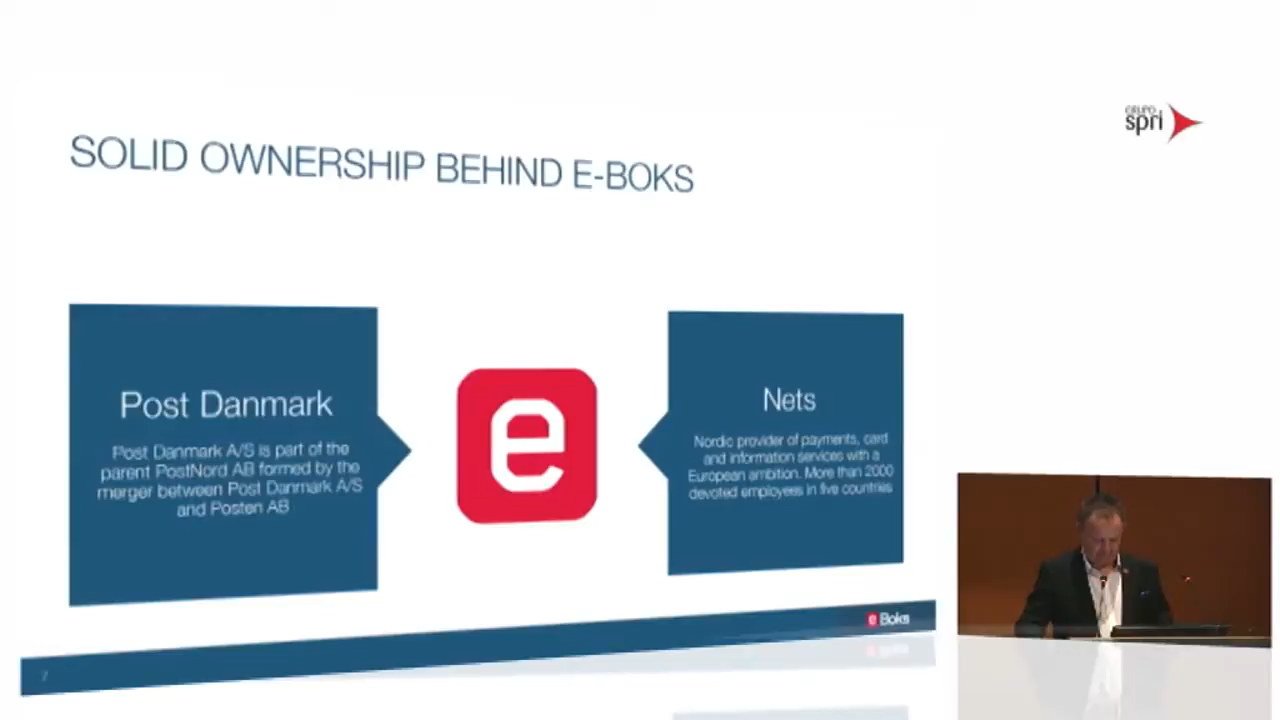 GRUPO
spri
SOLID OWNERSHIP BEHIND E-BOKS
Post Danmark
Post Danmark A/S is part of the
parent PostNord AB formed by the
merger between Post Danmark A/S
and Posten AB
e
Nets
Nordic provider of payments, card
and information services with a
European ambition. More than 2000
devoted employees in five countries
e Boks
7